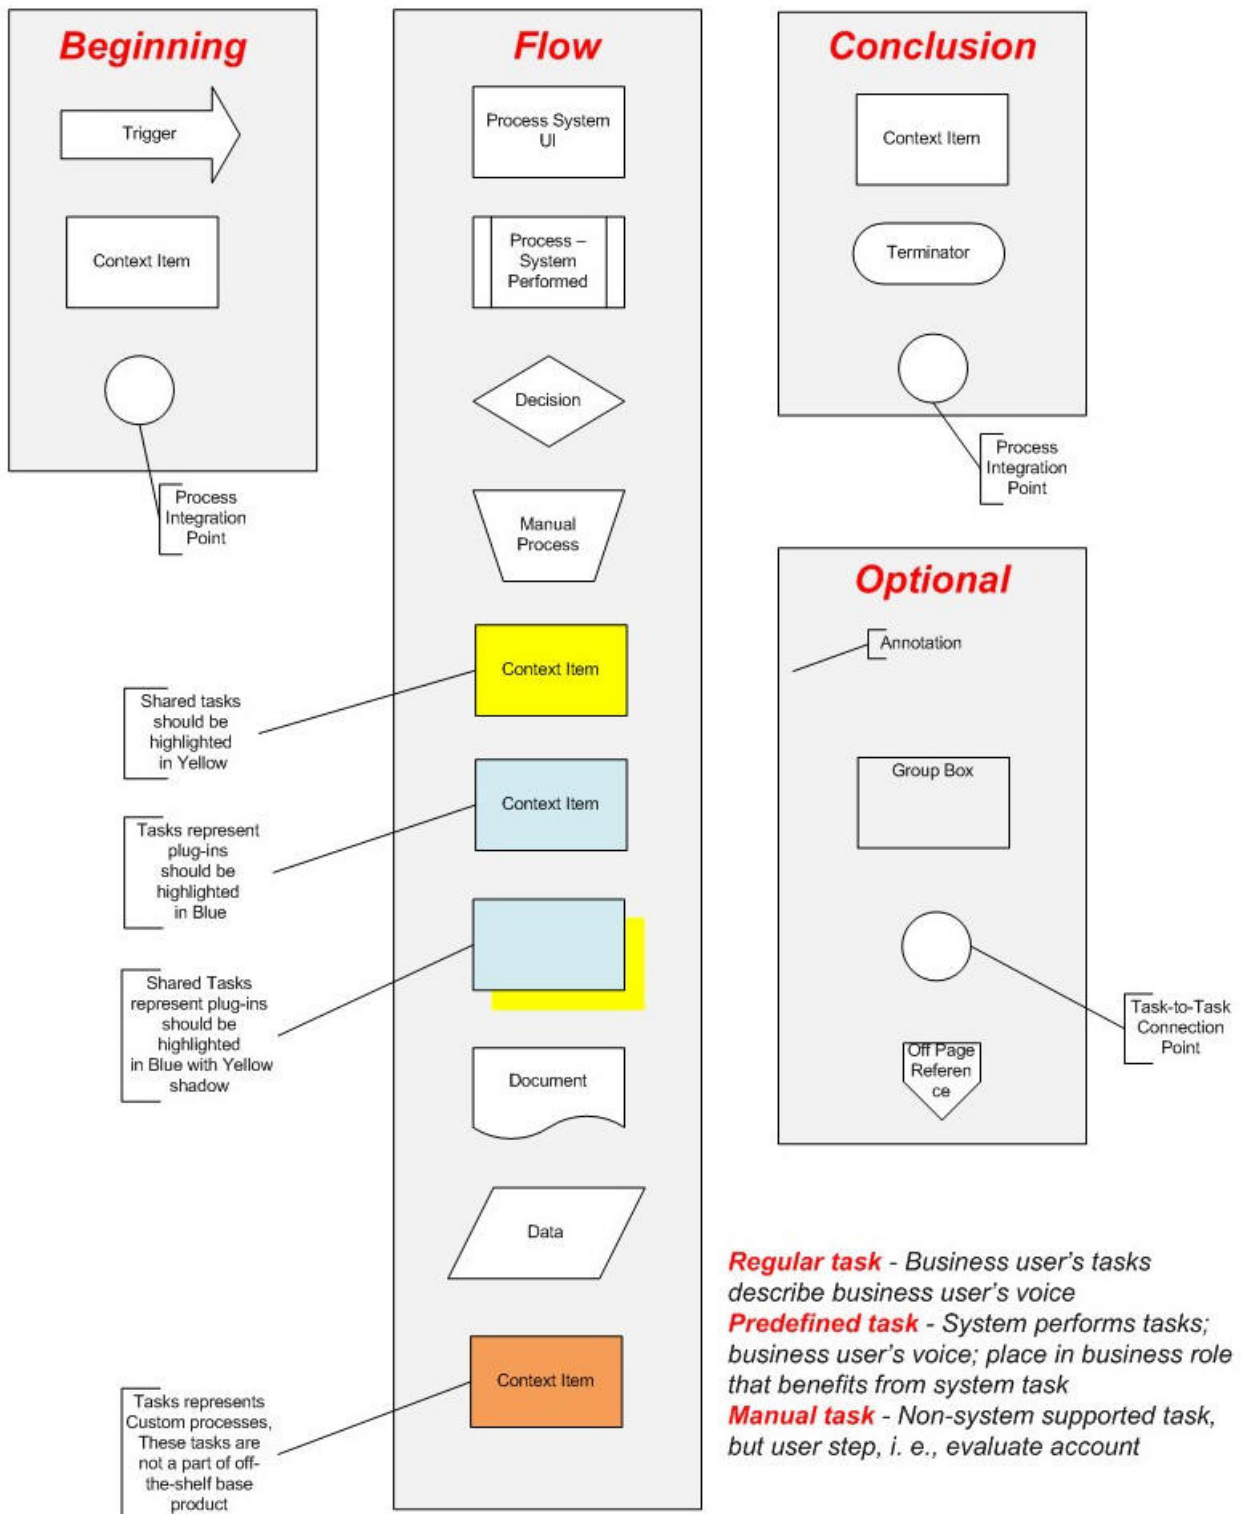 Beginning
Trigger
Context Item
Process
Integration
Point
Shared tasks
should be
highlighted
in Yellow
Tasks represent
plug-ins
should be
highlighted
in Blue
Shared Tasks
represent plug-ins
should be
highlighted
in Blue with Yellow
shadow
Tasks represents
Custom processes,
These tasks are
not a part of off-
the-shelf base
product
Flow
Process System
UI
Process –
System
Performed
Decision
Manual
Process
Context Item
Context Item
Document
Data
Context Item
Conclusion
Context Item
Terminator
Process
Integration
Point
Optional
Annotation
Group Box
Task-to-Task
Connection
Point
Off Page
Referen
ce
Regular task - Business user's tasks
describe business user's voice
Predefined task - System performs tasks;
business user's voice; place in business role
that benefits from system task
Manual task - Non-system supported task,
but user step, i. e., evaluate account